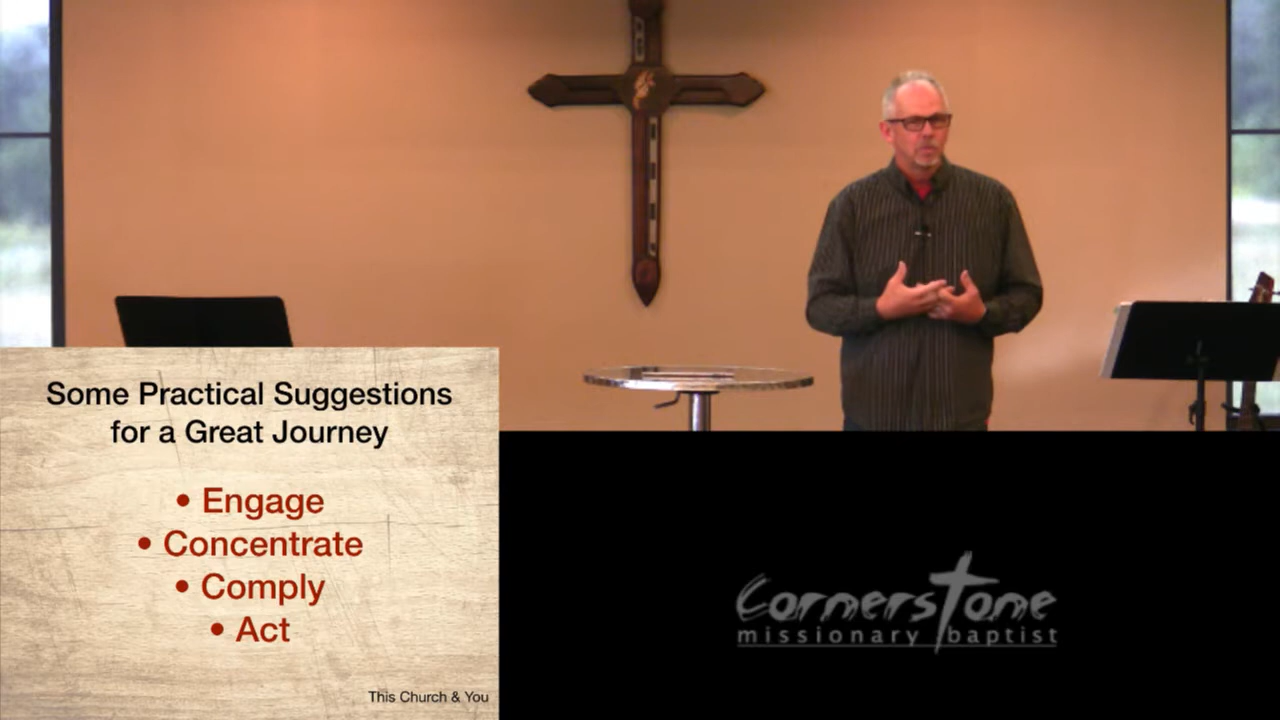 Some Practical Suggestions
for a Great Journey
• Engage
• Concentrate
• Comply
• Act
This Church & You
Cornerstone
missionary baptist